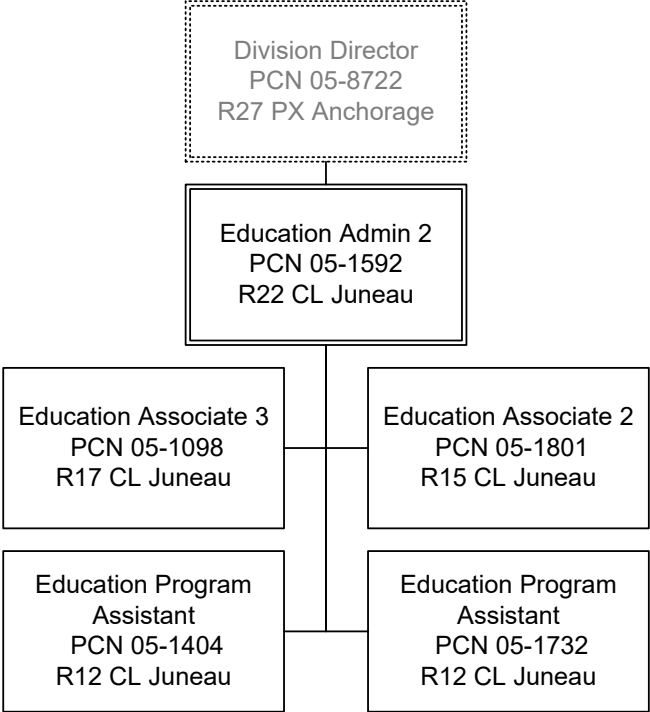 Division Director
PCN 05-8722
R27 PX Anchorage
Education Admin 2
PCN 05-1592
R22 CL Juneau
Education Associate 3
PCN 05-1098
R17 CL Juneau
Education Associate 2
PCN 05-1801
R15 CL Juneau
Education Program
Assistant
PCN 05-1404
R12 CL Juneau
Education Program
Assistant
PCN 05-1732
R12 CL Juneau